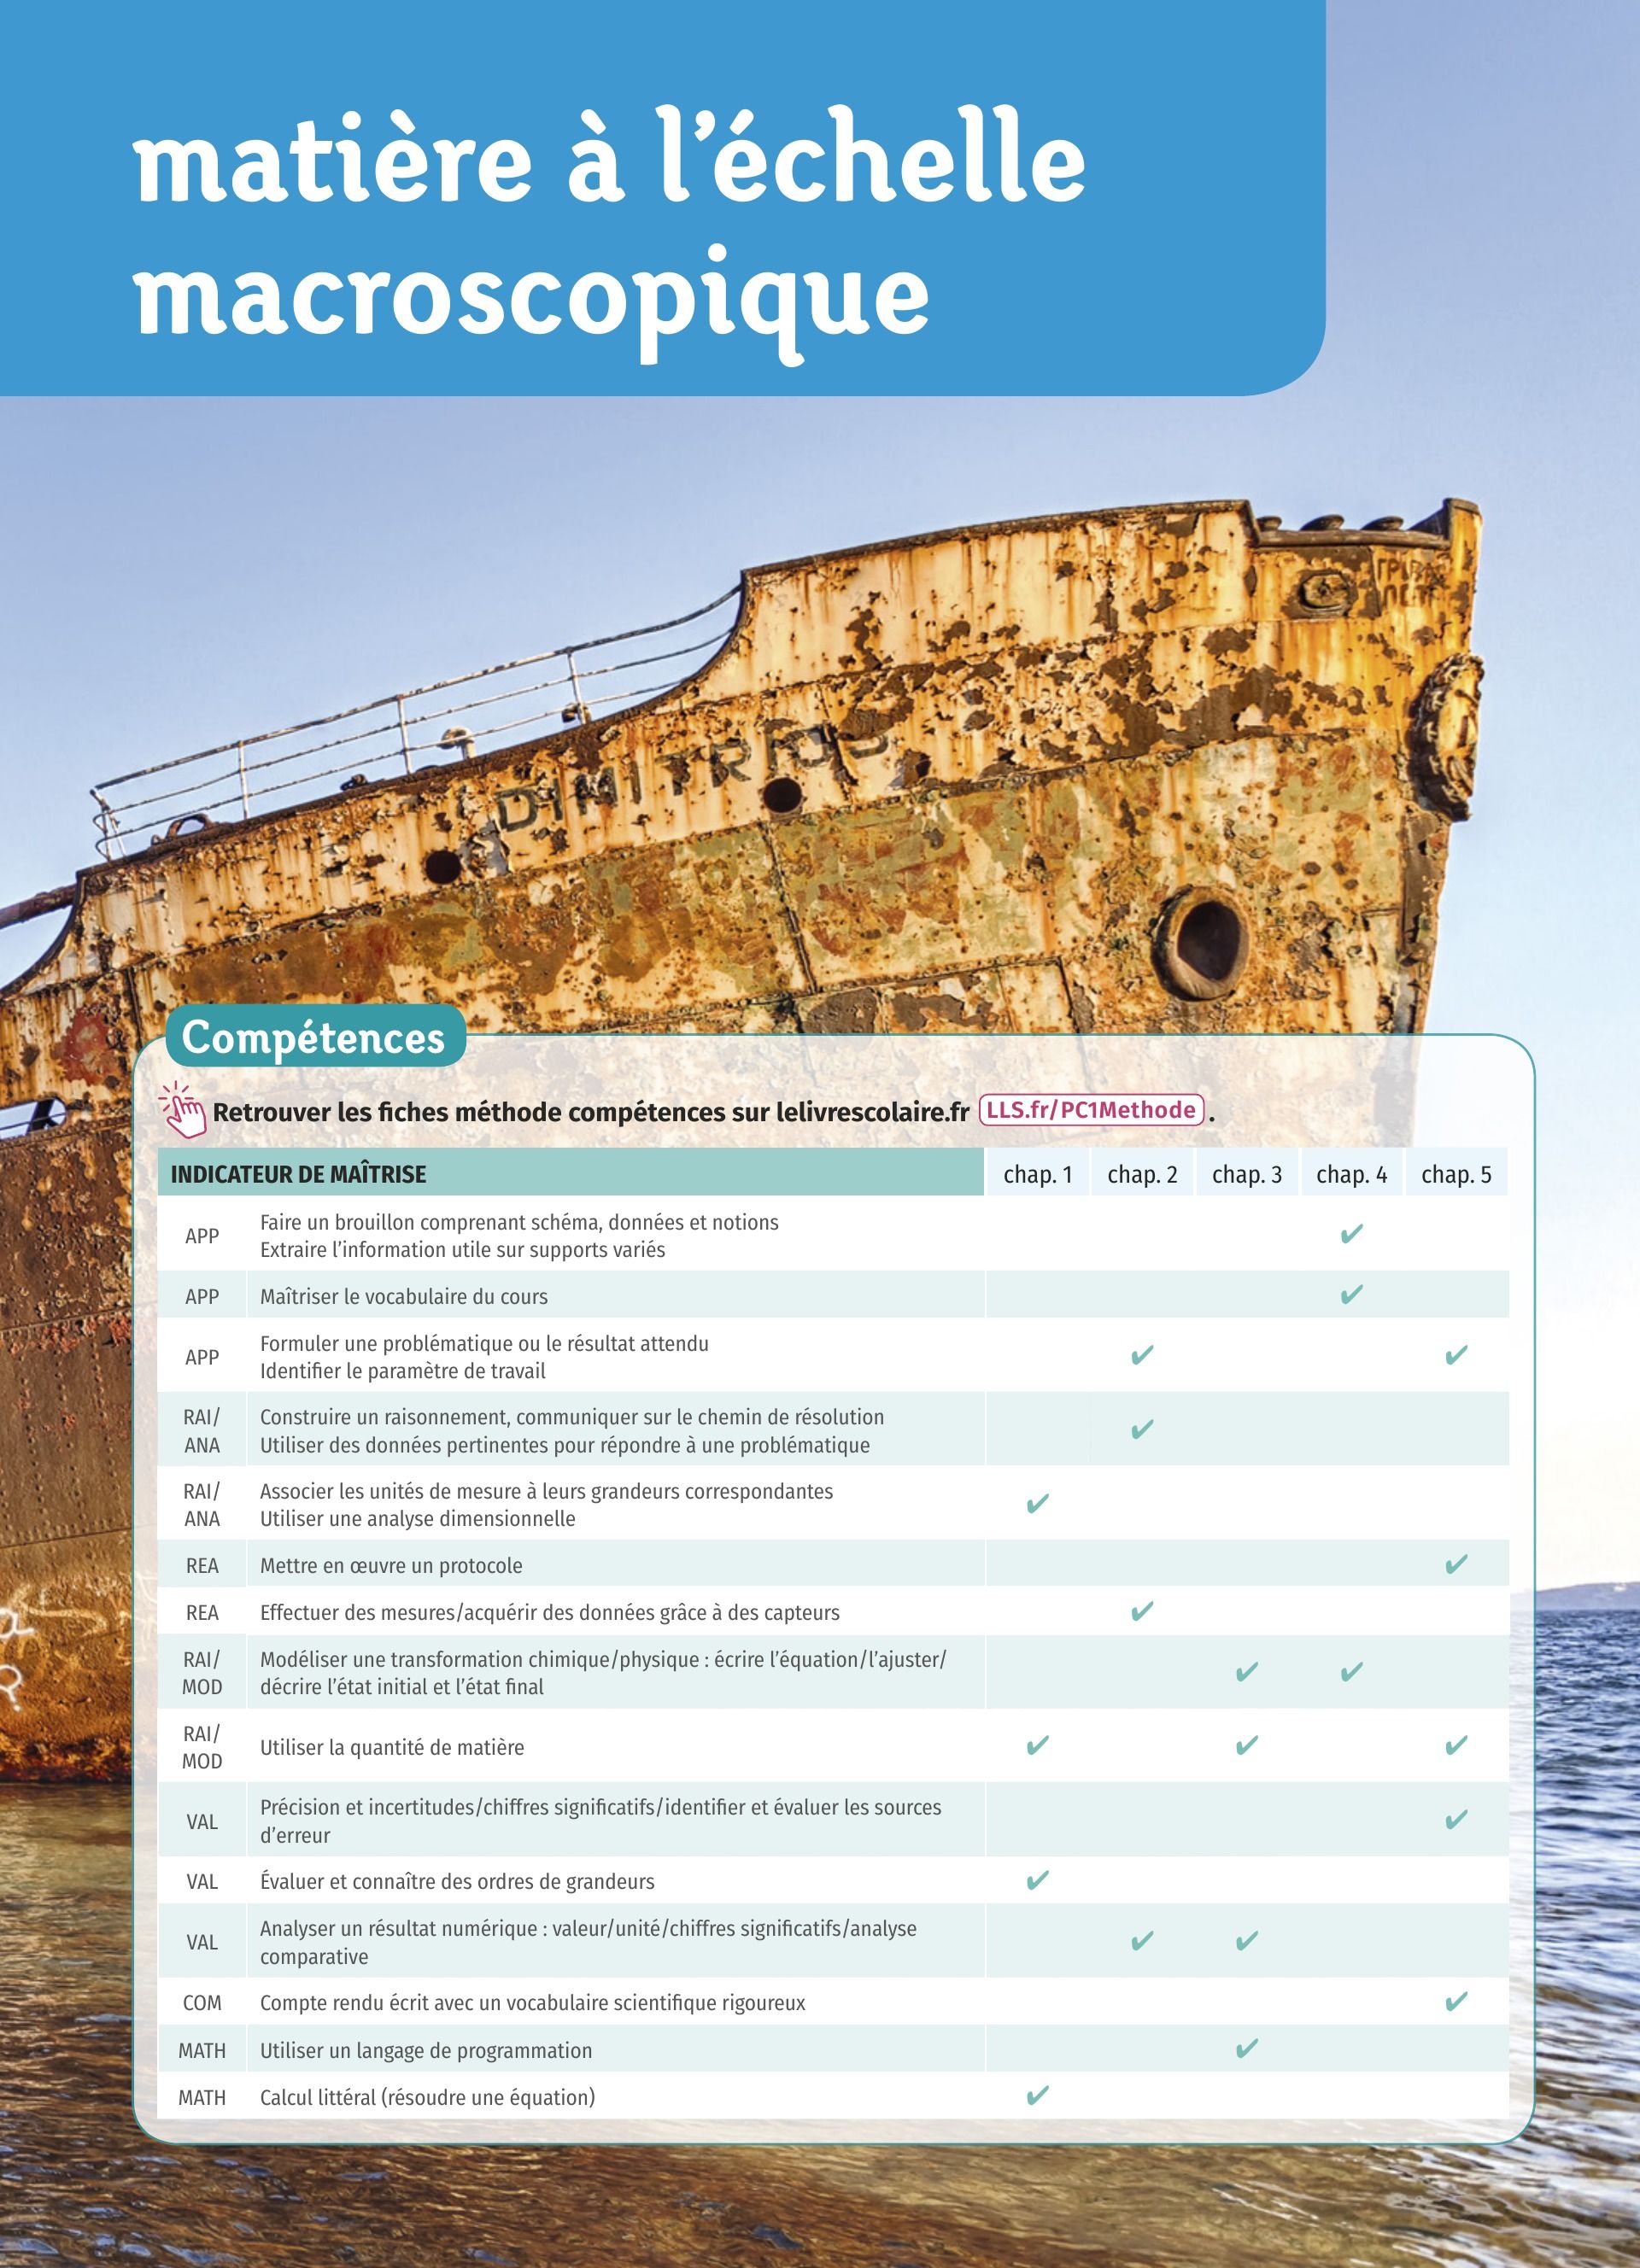 matière à l’échelle
macroscopique
DIMITRIOS
Compétences
Retrouver les fiches méthode compétences sur lelivrescolaire.fr LLS.fr/PC1Methode .
INDICATEUR DE MAÎTRISE chap. 1 chap. 2 chap. 3 chap. 4 chap. 5
APP Faire un brouillon comprenant schéma, données et notions
Extraire l’information utile sur supports variés ✔
APP Maîtriser le vocabulaire du cours ✔
APP Formuler une problématique ou le résultat attendu
Identifier le paramètre de travail ✔ ✔
RAI/
ANA
Construire un raisonnement, communiquer sur le chemin de résolution
Utiliser des données pertinentes pour répondre à une problématique ✔
RAI/
ANA
Associer les unités de mesure à leurs grandeurs correspondantes
Utiliser une analyse dimensionnelle ✔
REA Mettre en œuvre un protocole ✔
REA Effectuer des mesures/acquérir des données grâce à des capteurs ✔
RAI/
MOD
Modéliser une transformation chimique/physique : écrire l’équation/l’ajuster/
décrire l’état initial et l’état final ✔ ✔
RAI/
MOD
Utiliser la quantité de matière ✔ ✔ ✔
VAL Précision et incertitudes/chiffres significatifs/identifier et évaluer les sources
d’erreur ✔
VAL Évaluer et connaître des ordres de grandeurs ✔
VAL Analyser un résultat numérique : valeur/unité/chiffres significatifs/analyse
comparative ✔ ✔
COM Compte rendu écrit avec un vocabulaire scientifique rigoureux ✔
MATH Utiliser un langage de programmation ✔
MATH Calcul littéral (résoudre une équation) ✔